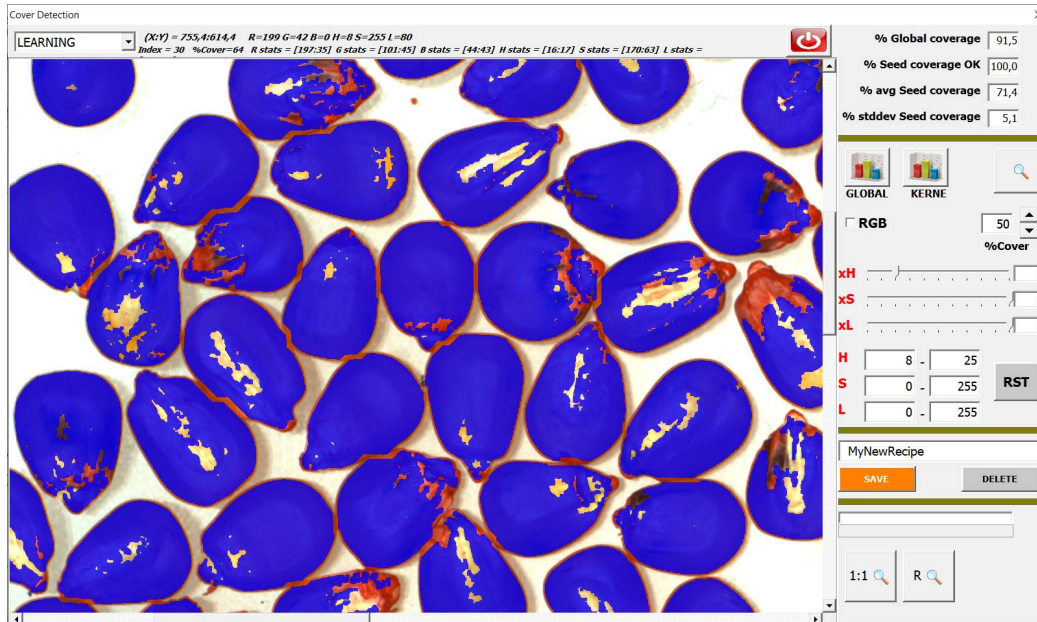 Cover Detection
LEARNING
(X:Y) = 755,4:614,4 R=199 G=42 B=0 H=8 S=255 L=80
Index = 30 %Cover=64 R stats = [197:35] G stats = [101:45] B stats = [44:43] H stats = [16:17] S stats = [170:63] L stats =
% Global coverage 91,5
% Seed coverage OK 100,0
% avg Seed coverage 71,4
% stddev Seed coverage 5,1
GLOBAL KERNE
RGB 50
%Cover
xH
xS
xL
H 8 - 25
S 0 - 255
L 0 - 255
RST
MyNewRecipe
SAVE DELETE
1:1 R